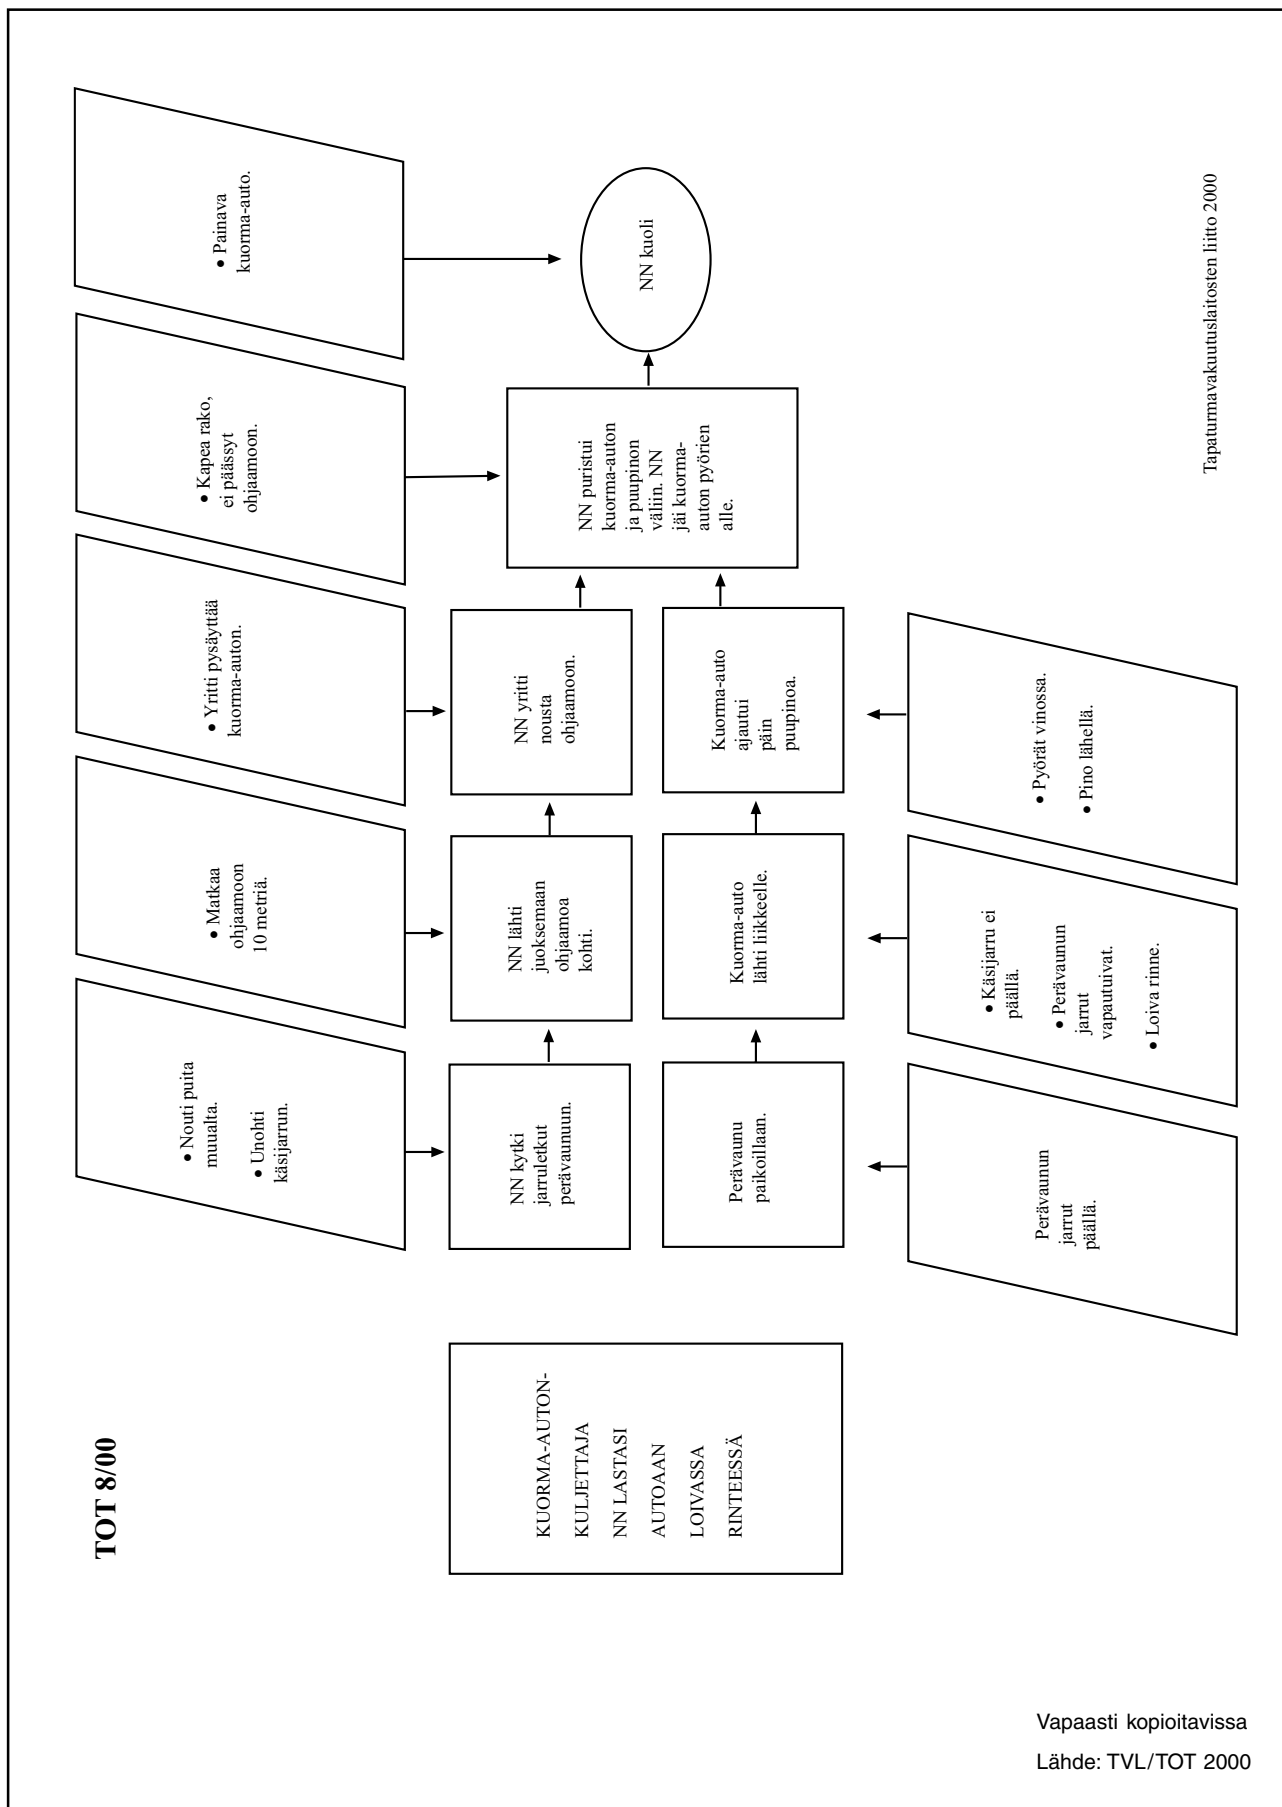 TOT 8/00
KUORMA-AUTON-
KULJETTAJA
NN LASTASI
AUTOAAN
LOIVASSA
RINTEESSÄ
• Nouti puita
muualta.
• Unohti
käsijarrun.
• Matkaa
ohjaamoon
10 metriä.
• Yritti pysäyttää
kuorma-auton.
• Kapea rako,
ei päässyt
ohjaamoon.
• Painava
kuorma-auto.
NN kytki
jarruletkut
perävaunuun.
NN lähti
juoksemaan
ohjaamoa
kohti.
NN yritti
nousta
ohjaamoon.
NN puristui
kuorma-auton
ja puupinon
väliin. NN
jäi kuorma-
auton pyörien
alle.
NN kuoli
Perävaunu
paikoillaan.
Kuorma-auto
lähti liikkeelle.
Kuorma-auto
ajautui
päin
puupinoa.
Perävaunun
jarrut
päällä.
• Käsijarru ei
päällä.
• Perävaunun
jarrut
vapautuivat.
• Loiva rinne.
• Pyörät vinossa.
• Pino lähellä.
Tapaturmavakuutuslaitosten liitto 2000
Vapaasti kopioitavissa
Lähde: TVL/TOT 2000